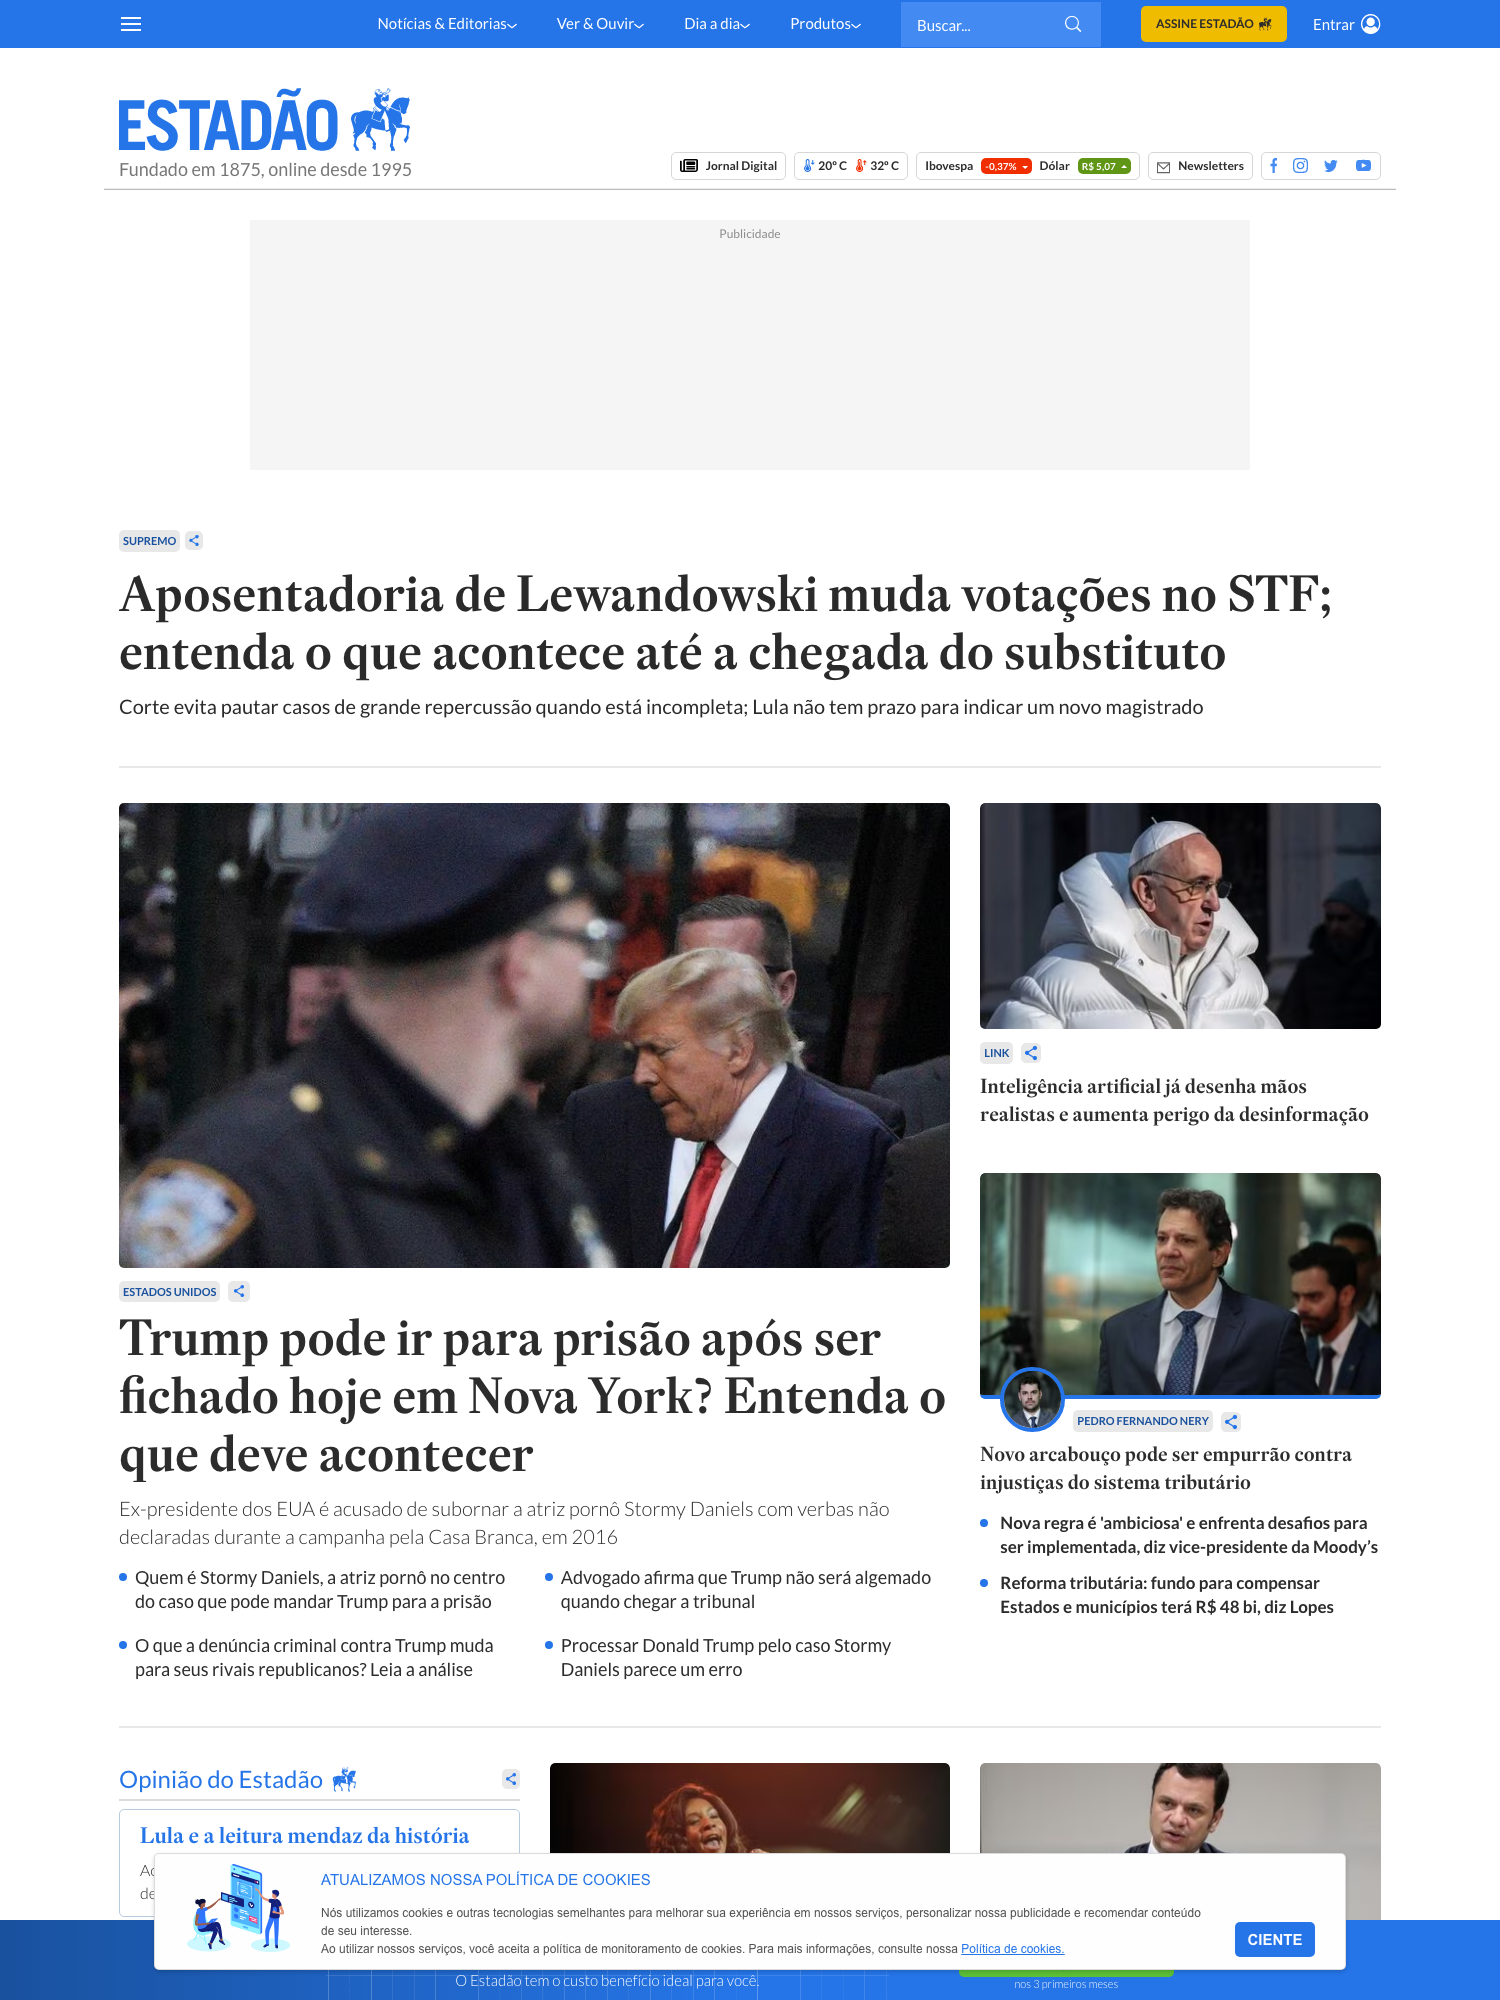 Notícias & Editorias
Ver & Ouvir
Dia a dia
Produtos
Buscar...
ASSINE ESTADÃO
Entrar
ESTADÃO
Fundado em 1875, online desde 1995
Jornal Digital
20º C
32º C
Ibovespa
-0,37%
Dólar
R$ 5,07
Newsletters
Publicidade
SUPREMO
Aposentadoria de Lewandowski muda votações no STF;
entenda o que acontece até a chegada do substituto
Corte evita pautar casos de grande repercussão quando está incompleta; Lula não tem prazo para indicar um novo magistrado
ESTADOS UNIDOS
Trump pode ir para prisão após ser
fichado hoje em Nova York? Entenda o
que deve acontecer
Ex-presidente dos EUA é acusado de subornar a atriz pornô Stormy Daniels com verbas não
declaradas durante a campanha pela Casa Branca, em 2016
Quem é Stormy Daniels, a atriz pornô no centro
do caso que pode mandar Trump para a prisão
Advogado afirma que Trump não será algemado
quando chegar a tribunal
O que a denúncia criminal contra Trump muda
para seus rivais republicanos? Leia a análise
Processar Donald Trump pelo caso Stormy
Daniels parece um erro
LINK
Inteligência artificial já desenha mãos
realistas e aumenta perigo da desinformação
PEDRO FERNANDO NERY
Novo arcabouço pode ser empurrão contra
injustiças do sistema tributário
Nova regra é 'ambiciosa' e enfrenta desafios para
ser implementada, diz vice-presidente da Moody’s
Reforma tributária: fundo para compensar
Estados e municípios terá R$ 48 bi, diz Lopes
Opinião do Estadão
Lula e a leitura mendaz da história
ATUALIZAMOS NOSSA POLÍTICA DE COOKIES
Nós utilizamos cookies e outras tecnologias semelhantes para melhorar sua experiência em nossos serviços, personalizar nossa publicidade e recomendar conteúdo
de seu interesse.
Ao utilizar nossos serviços, você aceita a política de monitoramento de cookies. Para mais informações, consulte nossa Política de cookies.
CIENTE
O Estadão tem o custo benefício ideal para você.
nos 3 primeiros meses